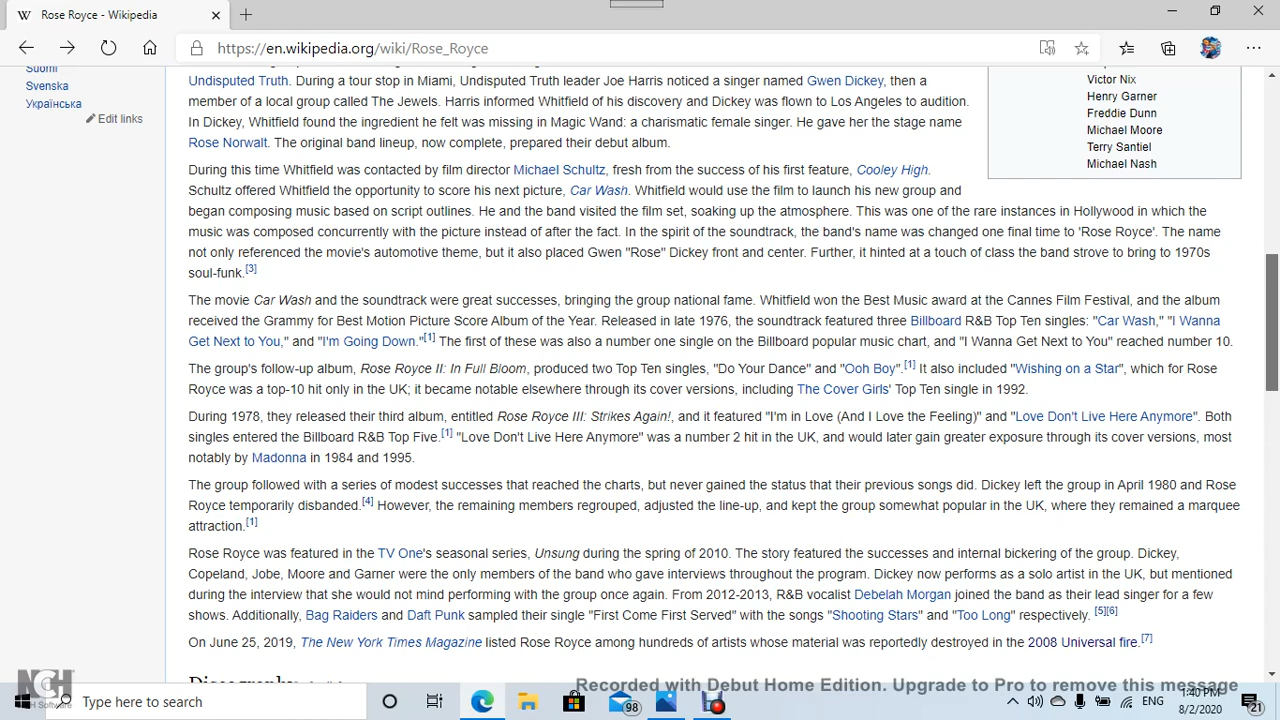 Rose Royce - Wikipedia
https://en.wikipedia.org/wiki/Rose_Royce
Suomi
Svenska
Українська
Edit links
Undisputed Truth. During a tour stop in Miami, Undisputed Truth leader Joe Harris noticed a singer named Gwen Dickey, then a
member of a local group called The Jewels. Harris informed Whitfield of his discovery and Dickey was flown to Los Angeles to audition.
In Dickey, Whitfield found the ingredient he felt was missing in Magic Wand: a charismatic female singer. He gave her the stage name
Rose Norwalt. The original band lineup, now complete, prepared their debut album.
Victor Nix
Henry Garner
Freddie Dunn
Michael Moore
Terry Santiel
Michael Nash
During this time Whitfield was contacted by film director Michael Schultz, fresh from the success of his first feature, Cooley High.
Schultz offered Whitfield the opportunity to score his next picture, Car Wash. Whitfield would use the film to launch his new group and
began composing music based on script outlines. He and the band visited the film set, soaking up the atmosphere. This was one of the rare instances in Hollywood in which the
music was composed concurrently with the picture instead of after the fact. In the spirit of the soundtrack, the band's name was changed one final time to 'Rose Royce'. The name
not only referenced the movie's automotive theme, but it also placed Gwen "Rose" Dickey front and center. Further, it hinted at a touch of class the band strove to bring to 1970s
soul-funk.[3]
The movie Car Wash and the soundtrack were great successes, bringing the group national fame. Whitfield won the Best Music award at the Cannes Film Festival, and the album
received the Grammy for Best Motion Picture Score Album of the Year. Released in late 1976, the soundtrack featured three Billboard R&B Top Ten singles: "Car Wash," "I Wanna
Get Next to You," and "I'm Going Down."[1] The first of these was also a number one single on the Billboard popular music chart, and "I Wanna Get Next to You" reached number 10.
The group's follow-up album, Rose Royce II: In Full Bloom, produced two Top Ten singles, "Do Your Dance" and "Ooh Boy".[1] It also included "Wishing on a Star", which for Rose
Royce was a top-10 hit only in the UK; it became notable elsewhere through its cover versions, including The Cover Girls' Top Ten single in 1992.
During 1978, they released their third album, entitled Rose Royce III: Strikes Again!, and it featured "I'm in Love (And I Love the Feeling)" and "Love Don't Live Here Anymore". Both
singles entered the Billboard R&B Top Five.[1] "Love Don't Live Here Anymore" was a number 2 hit in the UK, and would later gain greater exposure through its cover versions, most
notably by Madonna in 1984 and 1995.
The group followed with a series of modest successes that reached the charts, but never gained the status that their previous songs did. Dickey left the group in April 1980 and Rose
Royce temporarily disbanded.[4] However, the remaining members regrouped, adjusted the line-up, and kept the group somewhat popular in the UK, where they remained a marquee
attraction.[1]
Rose Royce was featured in the TV One's seasonal series, Unsung during the spring of 2010. The story featured the successes and internal bickering of the group. Dickey,
Copeland, Jobe, Moore and Garner were the only members of the band who gave interviews throughout the program. Dickey now performs as a solo artist in the UK, but mentioned
during the interview that she would not mind performing with the group once again. From 2012-2013, R&B vocalist Debelah Morgan joined the band as their lead singer for a few
shows. Additionally, Bag Raiders and Daft Punk sampled their single "First Come First Served" with the songs "Shooting Stars" and "Too Long" respectively. [5][6]
On June 25, 2019, The New York Times Magazine listed Rose Royce among hundreds of artists whose material was reportedly destroyed in the 2008 Universal fire.[7]
NCH Software
Recorded with Debut Home Edition. Upgrade to Pro to remove this message
Type here to search
98
ENG
1:40 PM
8/2/2020
21